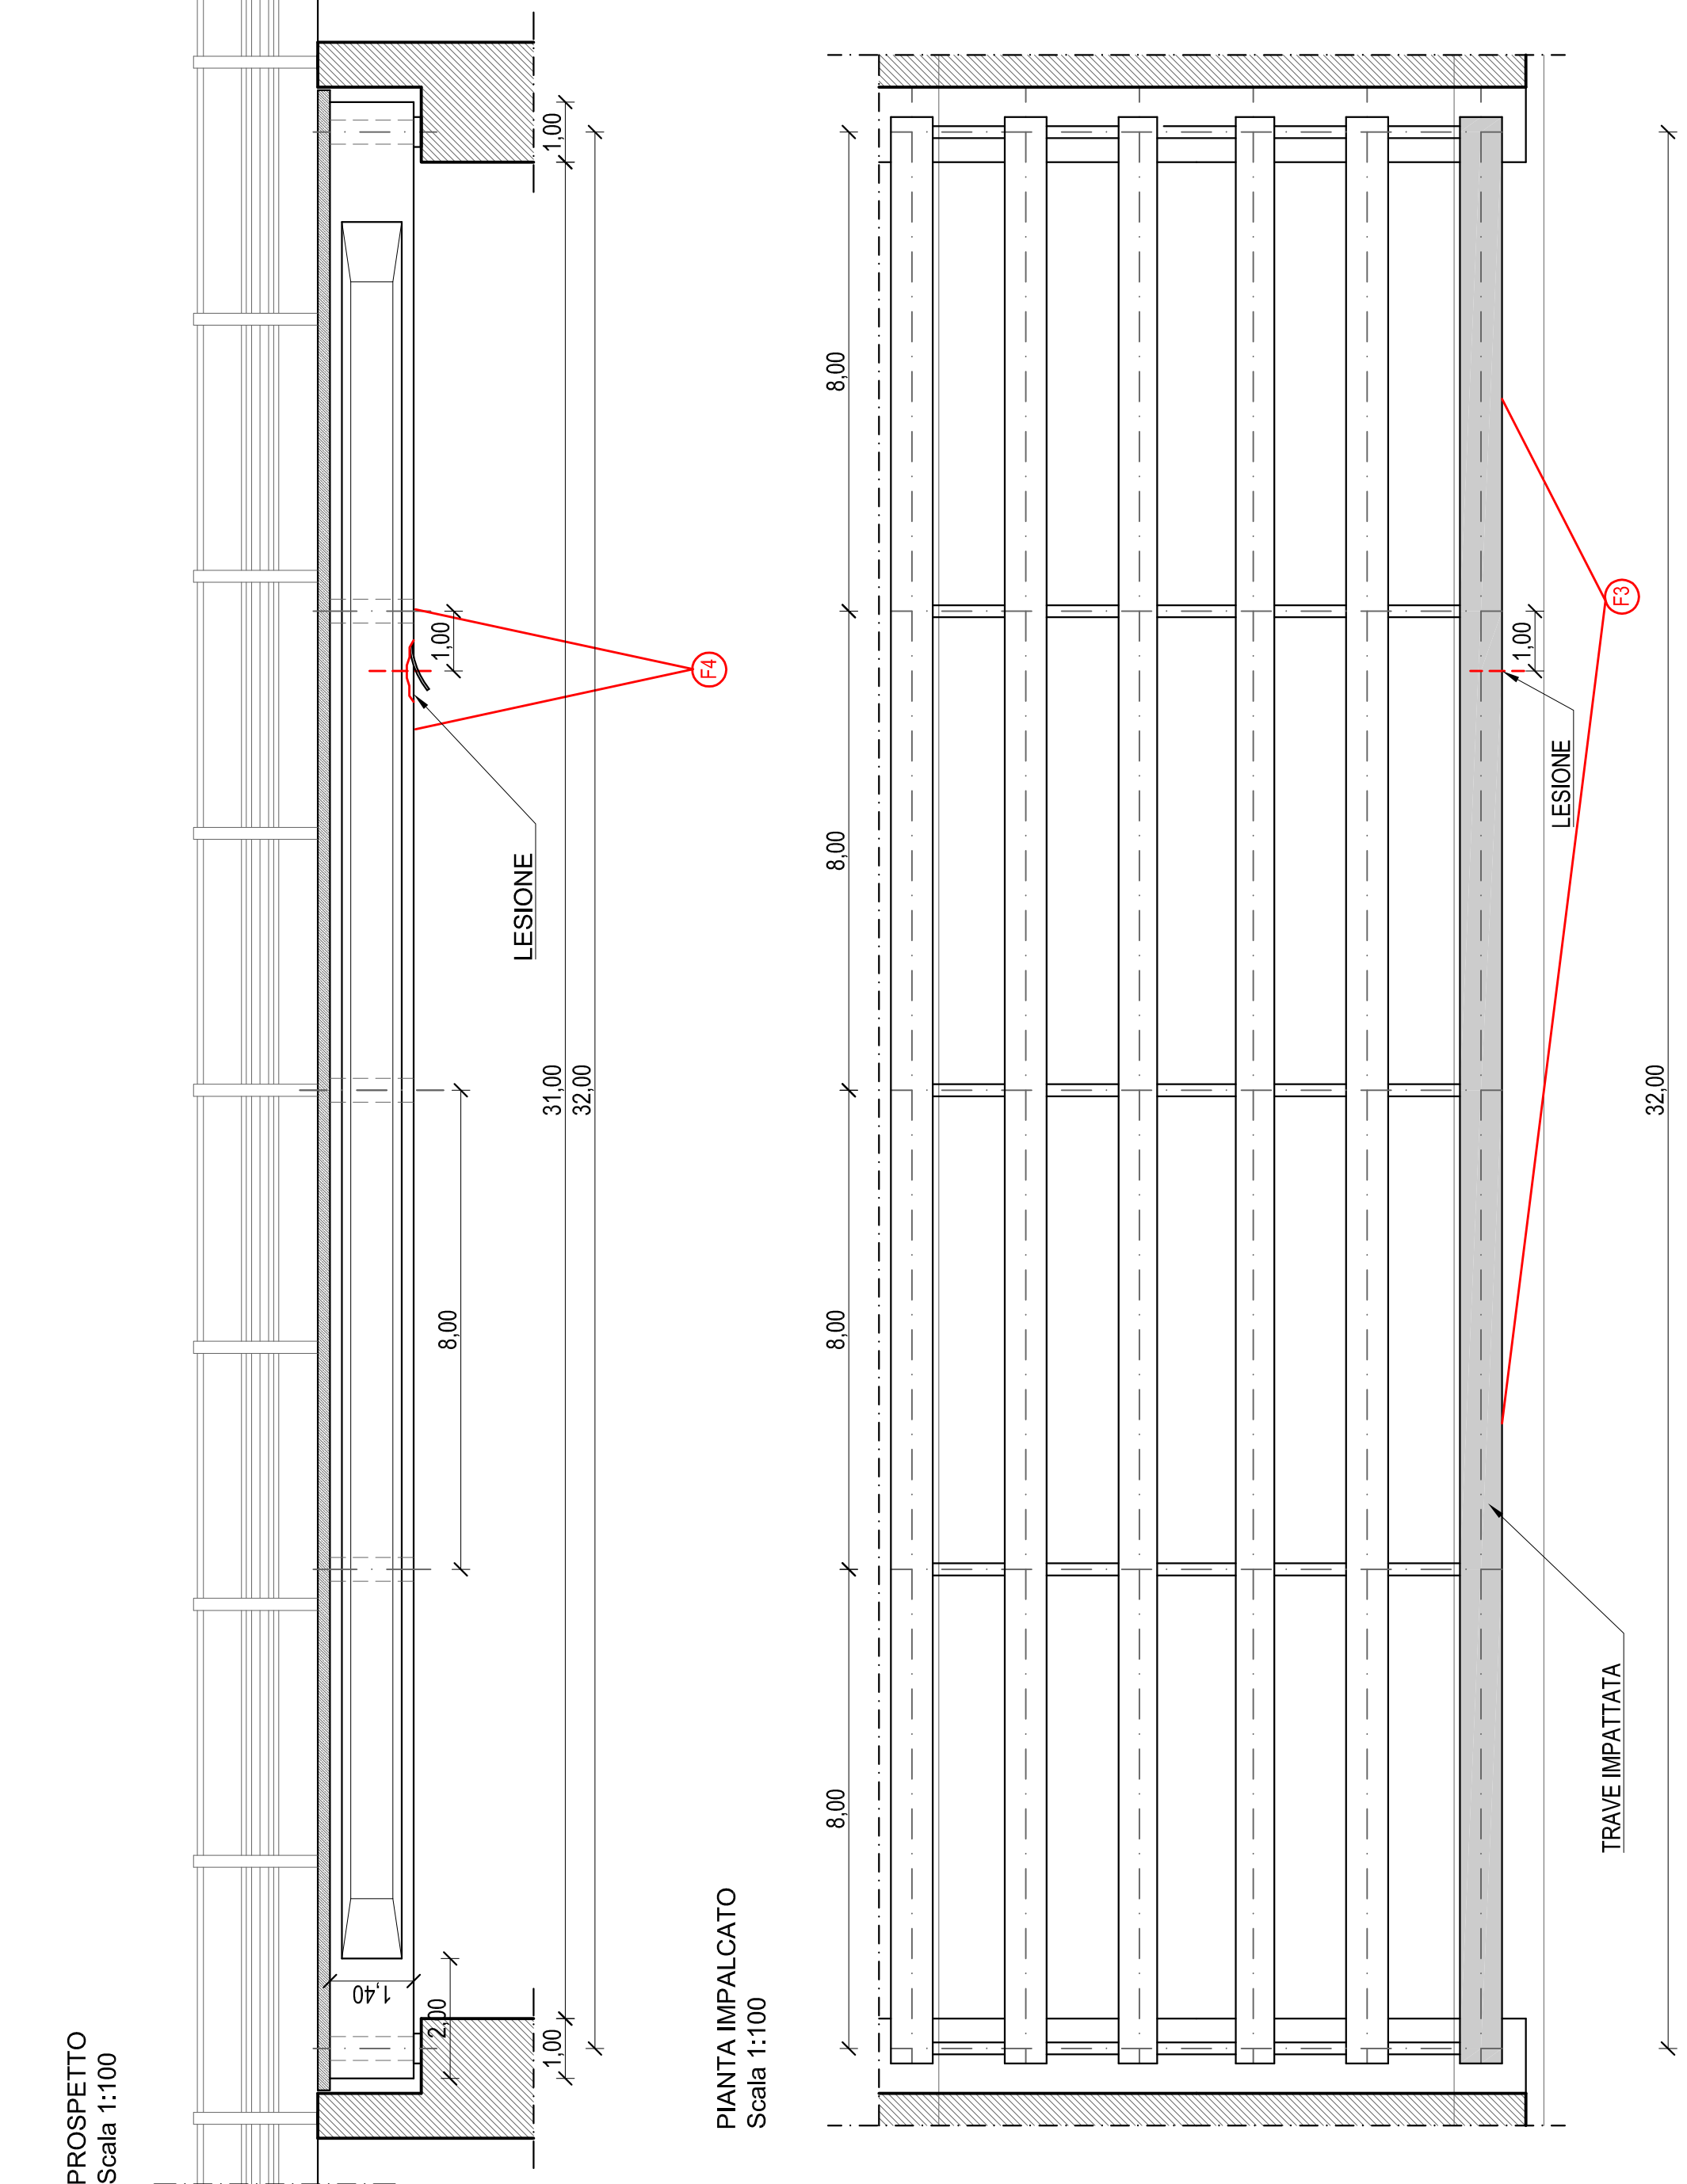 PROSPETTO
Scala 1:100
1,40
2,00
1,00
8,00
31,00
32,00
LESIONE
1,00
1,00
F4
PIANTA IMPALCATO
Scala 1:100
8,00
8,00
8,00
8,00
TRAVE IMPATTATA
LESIONE
1,00
F3
32,00